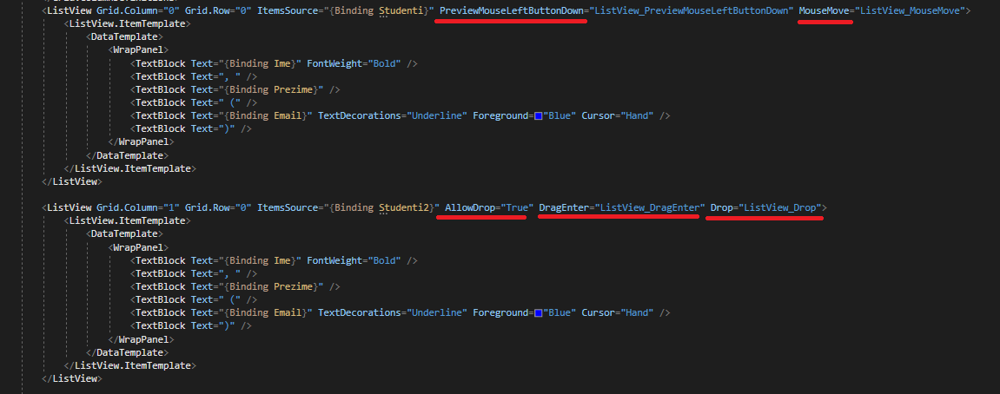 <ListView Grid.Column="0" Grid.Row="0" ItemsSource="{Binding Studenti}" PreviewMouseLeftButtonDown="ListView_PreviewMouseLeftButtonDown" MouseMove="ListView_MouseMove">
<ListView.ItemTemplate>
<DataTemplate>
<WrapPanel>
<TextBlock Text="{Binding Ime}" FontWeight="Bold" />
<TextBlock Text=", " />
<TextBlock Text="{Binding Prezime}" />
<TextBlock Text=" (" />
<TextBlock Text="{Binding Email}" TextDecorations="Underline" Foreground="Blue" Cursor="Hand" />
<TextBlock Text=")" />
</WrapPanel>
</DataTemplate>
</ListView.ItemTemplate>
</ListView>
<ListView Grid.Column="1" Grid.Row="0" ItemsSource="{Binding Studenti2}" AllowDrop="True" DragEnter="ListView_DragEnter" Drop="ListView_Drop">
<ListView.ItemTemplate>
<DataTemplate>
<WrapPanel>
<TextBlock Text="{Binding Ime}" FontWeight="Bold" />
<TextBlock Text=", " />
<TextBlock Text="{Binding Prezime}" />
<TextBlock Text=" (" />
<TextBlock Text="{Binding Email}" TextDecorations="Underline" Foreground="Blue" Cursor="Hand" />
<TextBlock Text=")" />
</WrapPanel>
</DataTemplate>
</ListView.ItemTemplate>
</ListView>